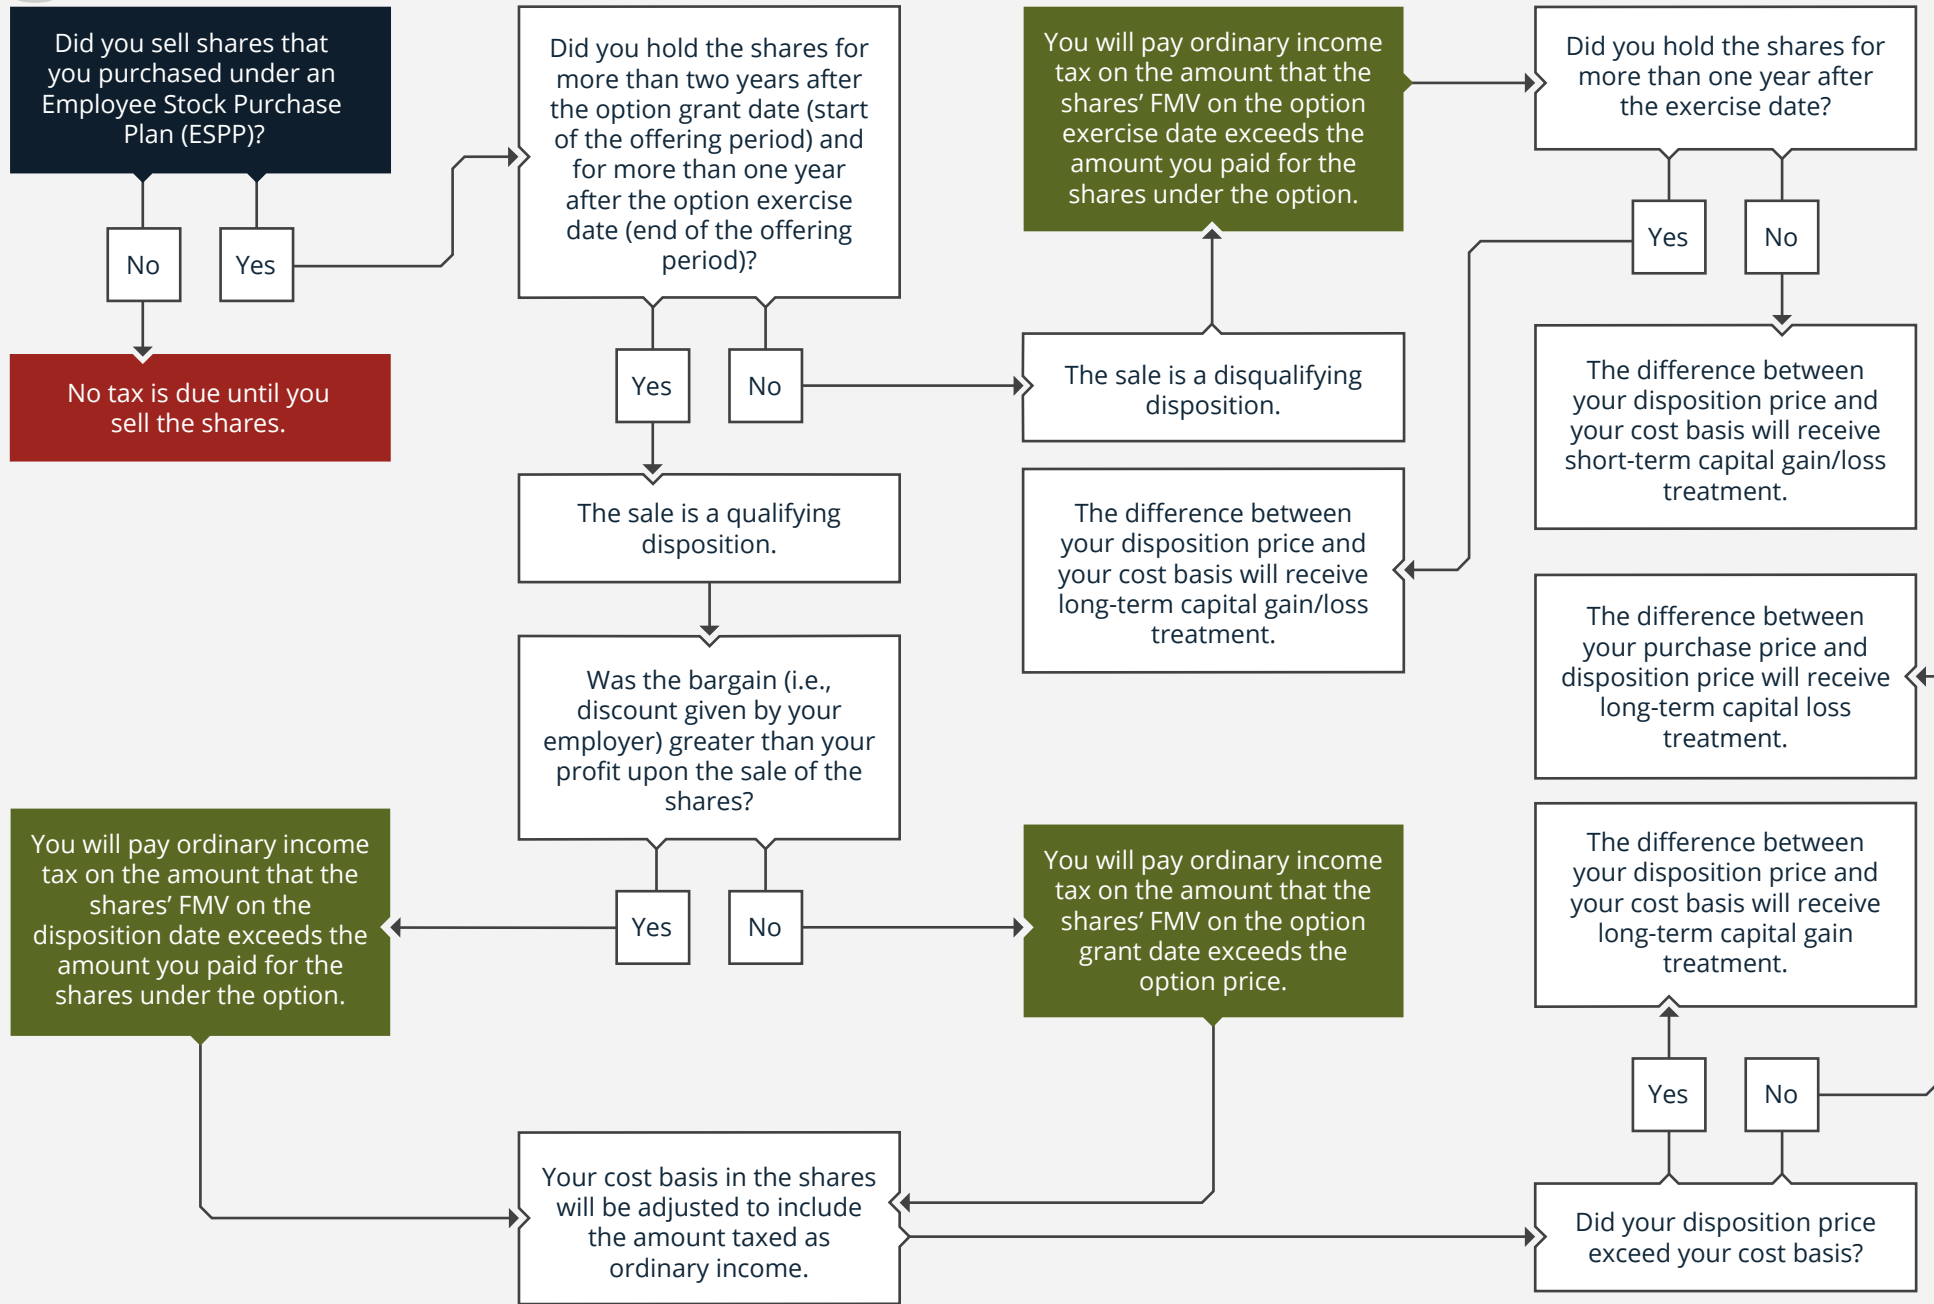 Did you sell shares that
you purchased under an
Employee Stock Purchase
Plan (ESPP)?
No
Yes
No tax is due until you
sell the shares.
Did you hold the shares for
more than two years after
the option grant date (start
of the offering period) and
for more than one year
after the option exercise
date (end of the offering
period)?
Yes
No
The sale is a disqualifying
disposition.
You will pay ordinary income
tax on the amount that the
shares’ FMV on the option
exercise date exceeds the
amount you paid for the
shares under the option.
Did you hold the shares for
more than one year after
the exercise date?
Yes
No
The difference between
your disposition price and
your cost basis will receive
short-term capital gain/loss
treatment.
The difference between
your disposition price and
your cost basis will receive
long-term capital gain/loss
treatment.
The sale is a qualifying
disposition.
Was the bargain (i.e.,
discount given by your
employer) greater than your
profit upon the sale of the
shares?
Yes
No
You will pay ordinary income
tax on the amount that the
shares’ FMV on the
disposition date exceeds the
amount you paid for the
shares under the option.
You will pay ordinary income
tax on the amount that the
shares’ FMV on the option
grant date exceeds the
option price.
Your cost basis in the shares
will be adjusted to include
the amount taxed as
ordinary income.
Did your disposition price
exceed your cost basis?
Yes
No
The difference between
your disposition price and
your cost basis will receive
long-term capital gain
treatment.
The difference between
your purchase price and
disposition price will receive
long-term capital loss
treatment.